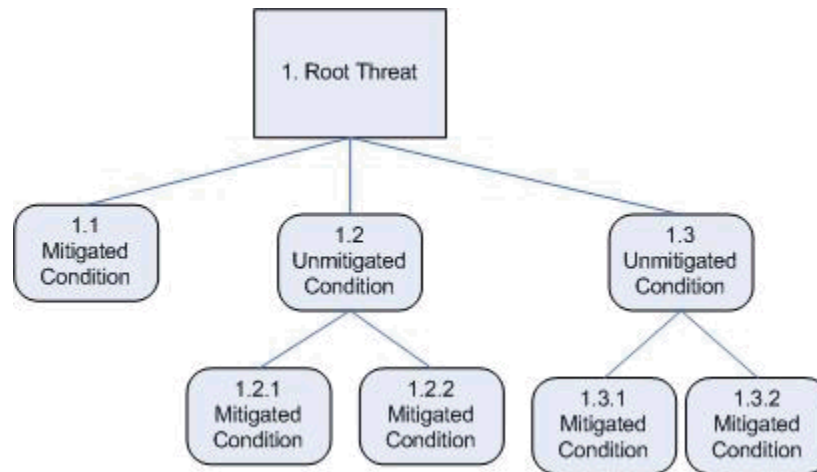 1. Root Threat
1.1
Mitigated
Condition
1.2
Unmitigated
Condition
1.3
Unmitigated
Condition
1.2.1
Mitigated
Condition
1.2.2
Mitigated
Condition
1.3.1
Mitigated
Condition
1.3.2
Mitigated
Condition